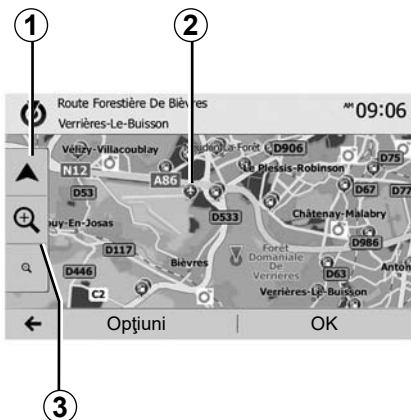 1 2
Route Forestière De Bièvres
Verrières-Le-Buisson
AM 09:06
Vélizy-Villacoublay
D906
D75
N12
A86
Le Plessis-Robinson
D53
D67
D77
D533
Châtenay-Malabry
D117
D986
Forêt
Domaniale
De
Verrières
D446
Bièvres
D63
C2
Verrières-Le-Buisson
Opţiuni
OK
3